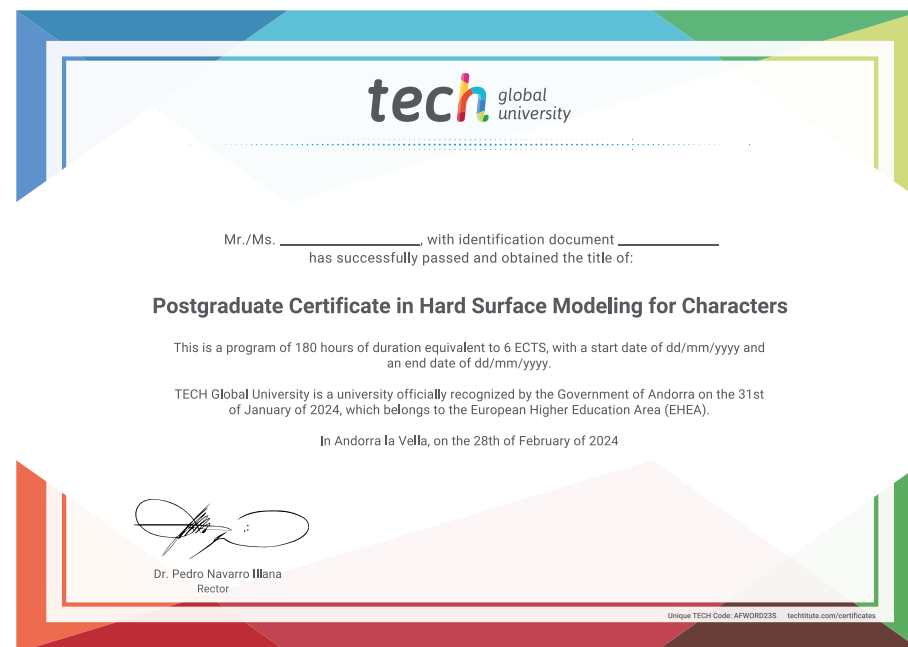 tech global university
Mr./Ms. ____________, with identification document ____________
has successfully passed and obtained the title of:
Postgraduate Certificate in Hard Surface Modeling for Characters
This is a program of 180 hours of duration equivalent to 6 ECTS, with a start date of dd/mm/yyyy and
an end date of dd/mm/yyyy.
TECH Global University is a university officially recognized by the Government of Andorra on the 31st
of January of 2024, which belongs to the European Higher Education Area (EHEA).
In Andorra la Vella, on the 28th of February of 2024
Dr. Pedro Navarro Illana
Rector
Unique TECH Code: AFWORD23S techtitute.com/certificates